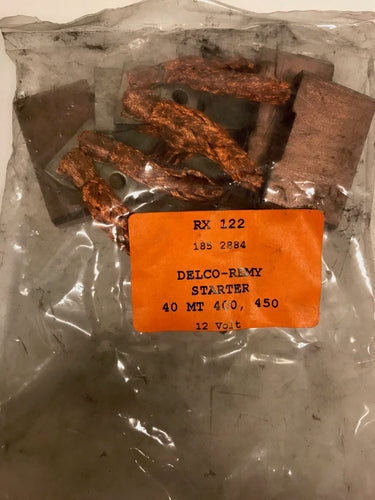 RX 122
185 2884
DELCO-REMY
STARTER
40 MT 400, 450
12 Volt